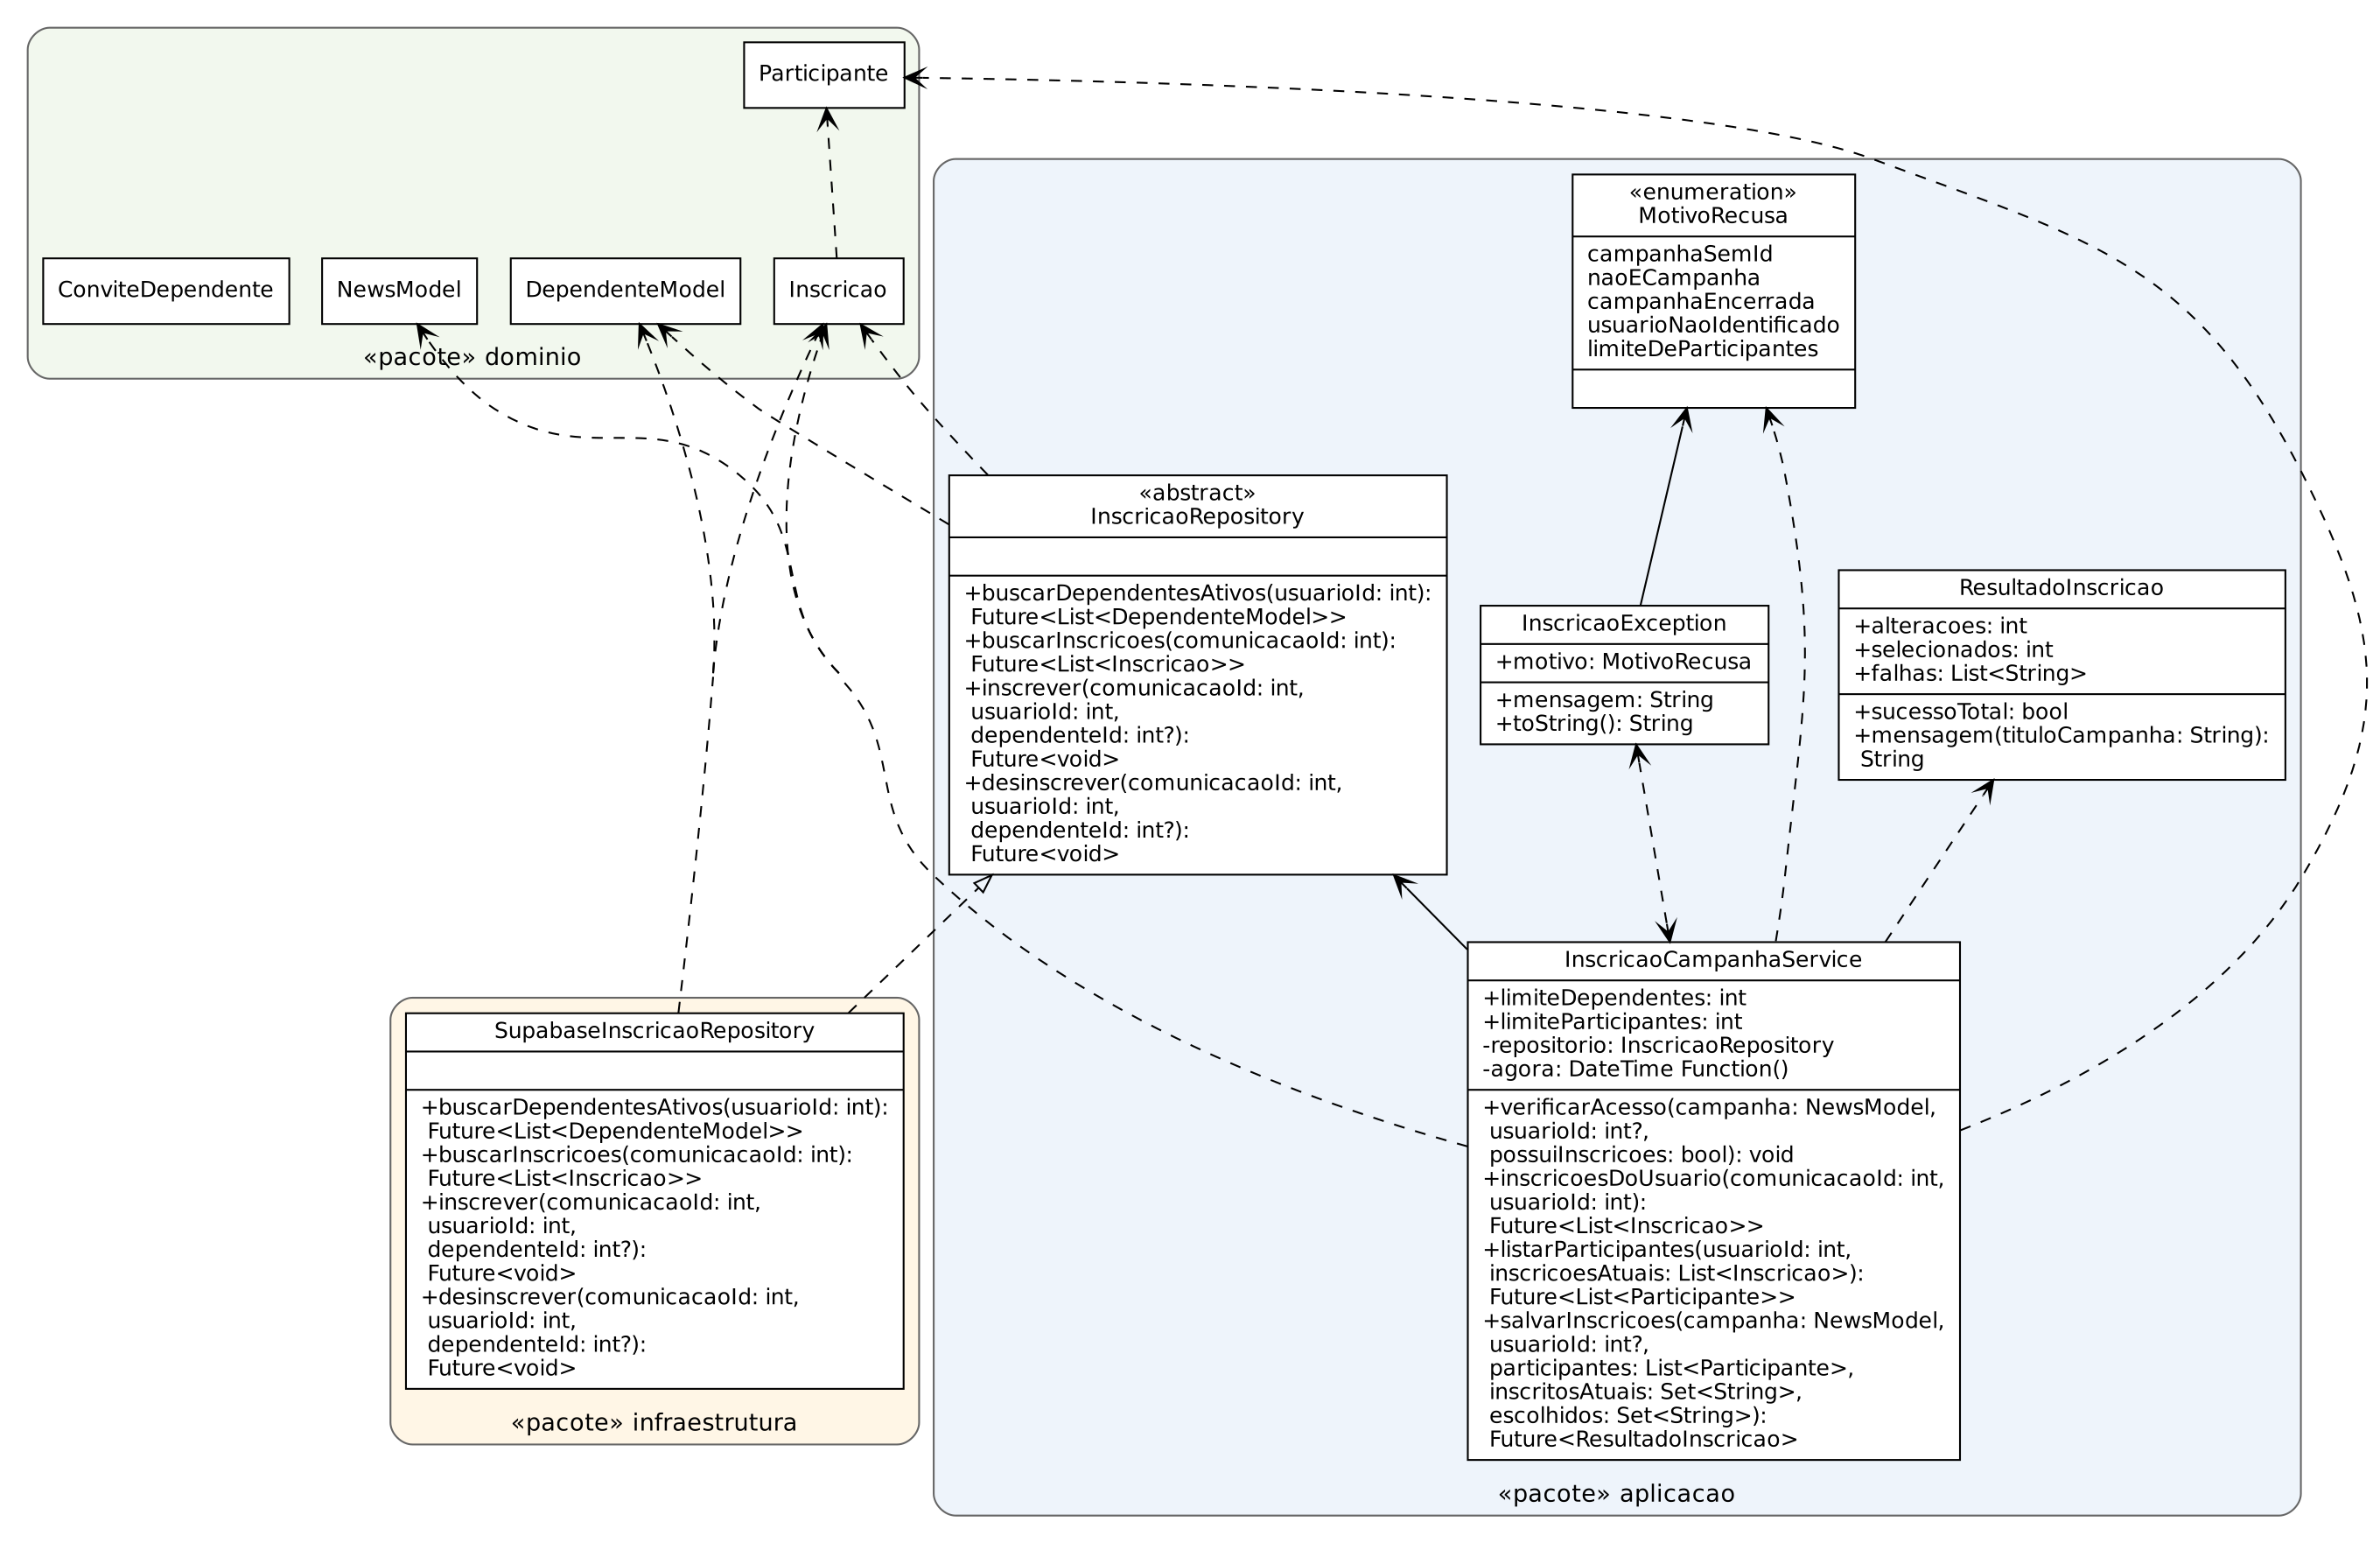 Participante
ConviteDependente
NewsModel
DependenteModel
Inscricao
«pacote» dominio
«enumeration»
MotivoRecusa
campanhaSemId
naoECampanha
campanhaEncerrada
usuarioNaoIdentificado
limiteDeParticipantes
«abstract»
InscricaoRepository
+buscarDependentesAtivos(usuarioId: int):
Future<List<DependenteModel>>
+buscarInscricoes(comunicacaoId: int):
Future<List<Inscricao>>
+inscrever(comunicacaoId: int,
usuarioId: int,
dependenteId: int?):
Future<void>
+desinscrever(comunicacaoId: int,
usuarioId: int,
dependenteId: int?):
Future<void>
InscricaoException
+motivo: MotivoRecusa
+mensagem: String
+toString(): String
ResultadoInscricao
+alteracoes: int
+selecionados: int
+falhas: List<String>
+sucessoTotal: bool
+mensagem(tituloCampanha: String):
String
SupabaseInscricaoRepository
+buscarDependentesAtivos(usuarioId: int):
Future<List<DependenteModel>>
+buscarInscricoes(comunicacaoId: int):
Future<List<Inscricao>>
+inscrever(comunicacaoId: int,
usuarioId: int,
dependenteId: int?):
Future<void>
+desinscrever(comunicacaoId: int,
usuarioId: int,
dependenteId: int?):
Future<void>
«pacote» infraestrutura
InscricaoCampanhaService
+limiteDependentes: int
+limiteParticipantes: int
-repositorio: InscricaoRepository
-agora: DateTime Function()
+verificarAcesso(campanha: NewsModel,
usuarioId: int?,
possuiInscricoes: bool): void
+inscricoesDoUsuario(comunicacaoId: int,
usuarioId: int):
Future<List<Inscricao>>
+listarParticipantes(usuarioId: int,
inscricoesAtuais: List<Inscricao>):
Future<List<Participante>>
+salvarInscricoes(campanha: NewsModel,
usuarioId: int?,
participantes: List<Participante>,
inscritosAtuais: Set<String>,
escolhidos: Set<String>):
Future<ResultadoInscricao>
«pacote» aplicacao